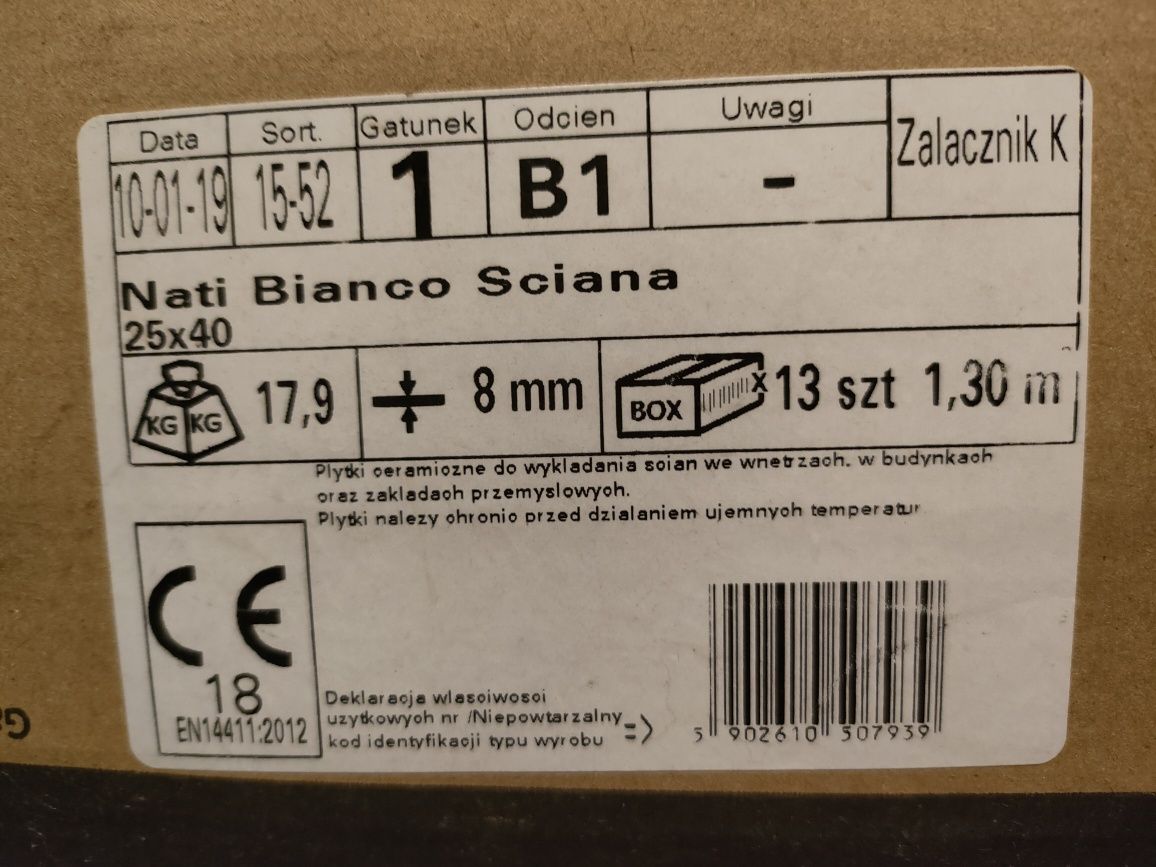 Data Sort. Gatunek Odcien Uwagi Zalacznik K
10-01-19 15-52 1 B1 -
Nati Bianco Sciana
25x40
KG KG 17,9 8 mm BOX x 13 szt 1,30 m
Plytki ceramiczne do wykladania scian we wnetrzach. w budynkach
oraz zakladach przemyslowych.
Plytki nalezy chronic przed dzialaniem ujemnych temperatur
CE
18
EN14411:2012
Deklaracja wlasciwosci
uzytkowych nr /Niepowtarzalny
kod identyfikacji typu wyrobu =>
5 902610 507939